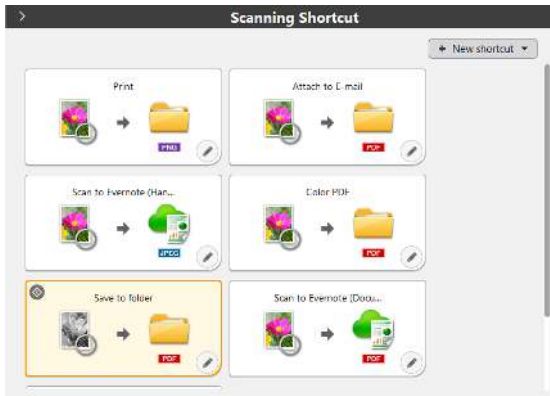 Scanning Shortcut
New shortcut
Print
PNG
Attach to E-mail
PDF
Scan to Evernote (Han...
JPEG
Color PDF
PDF
Save to folder
PDF
Scan to Evernote (Docu...
PDF